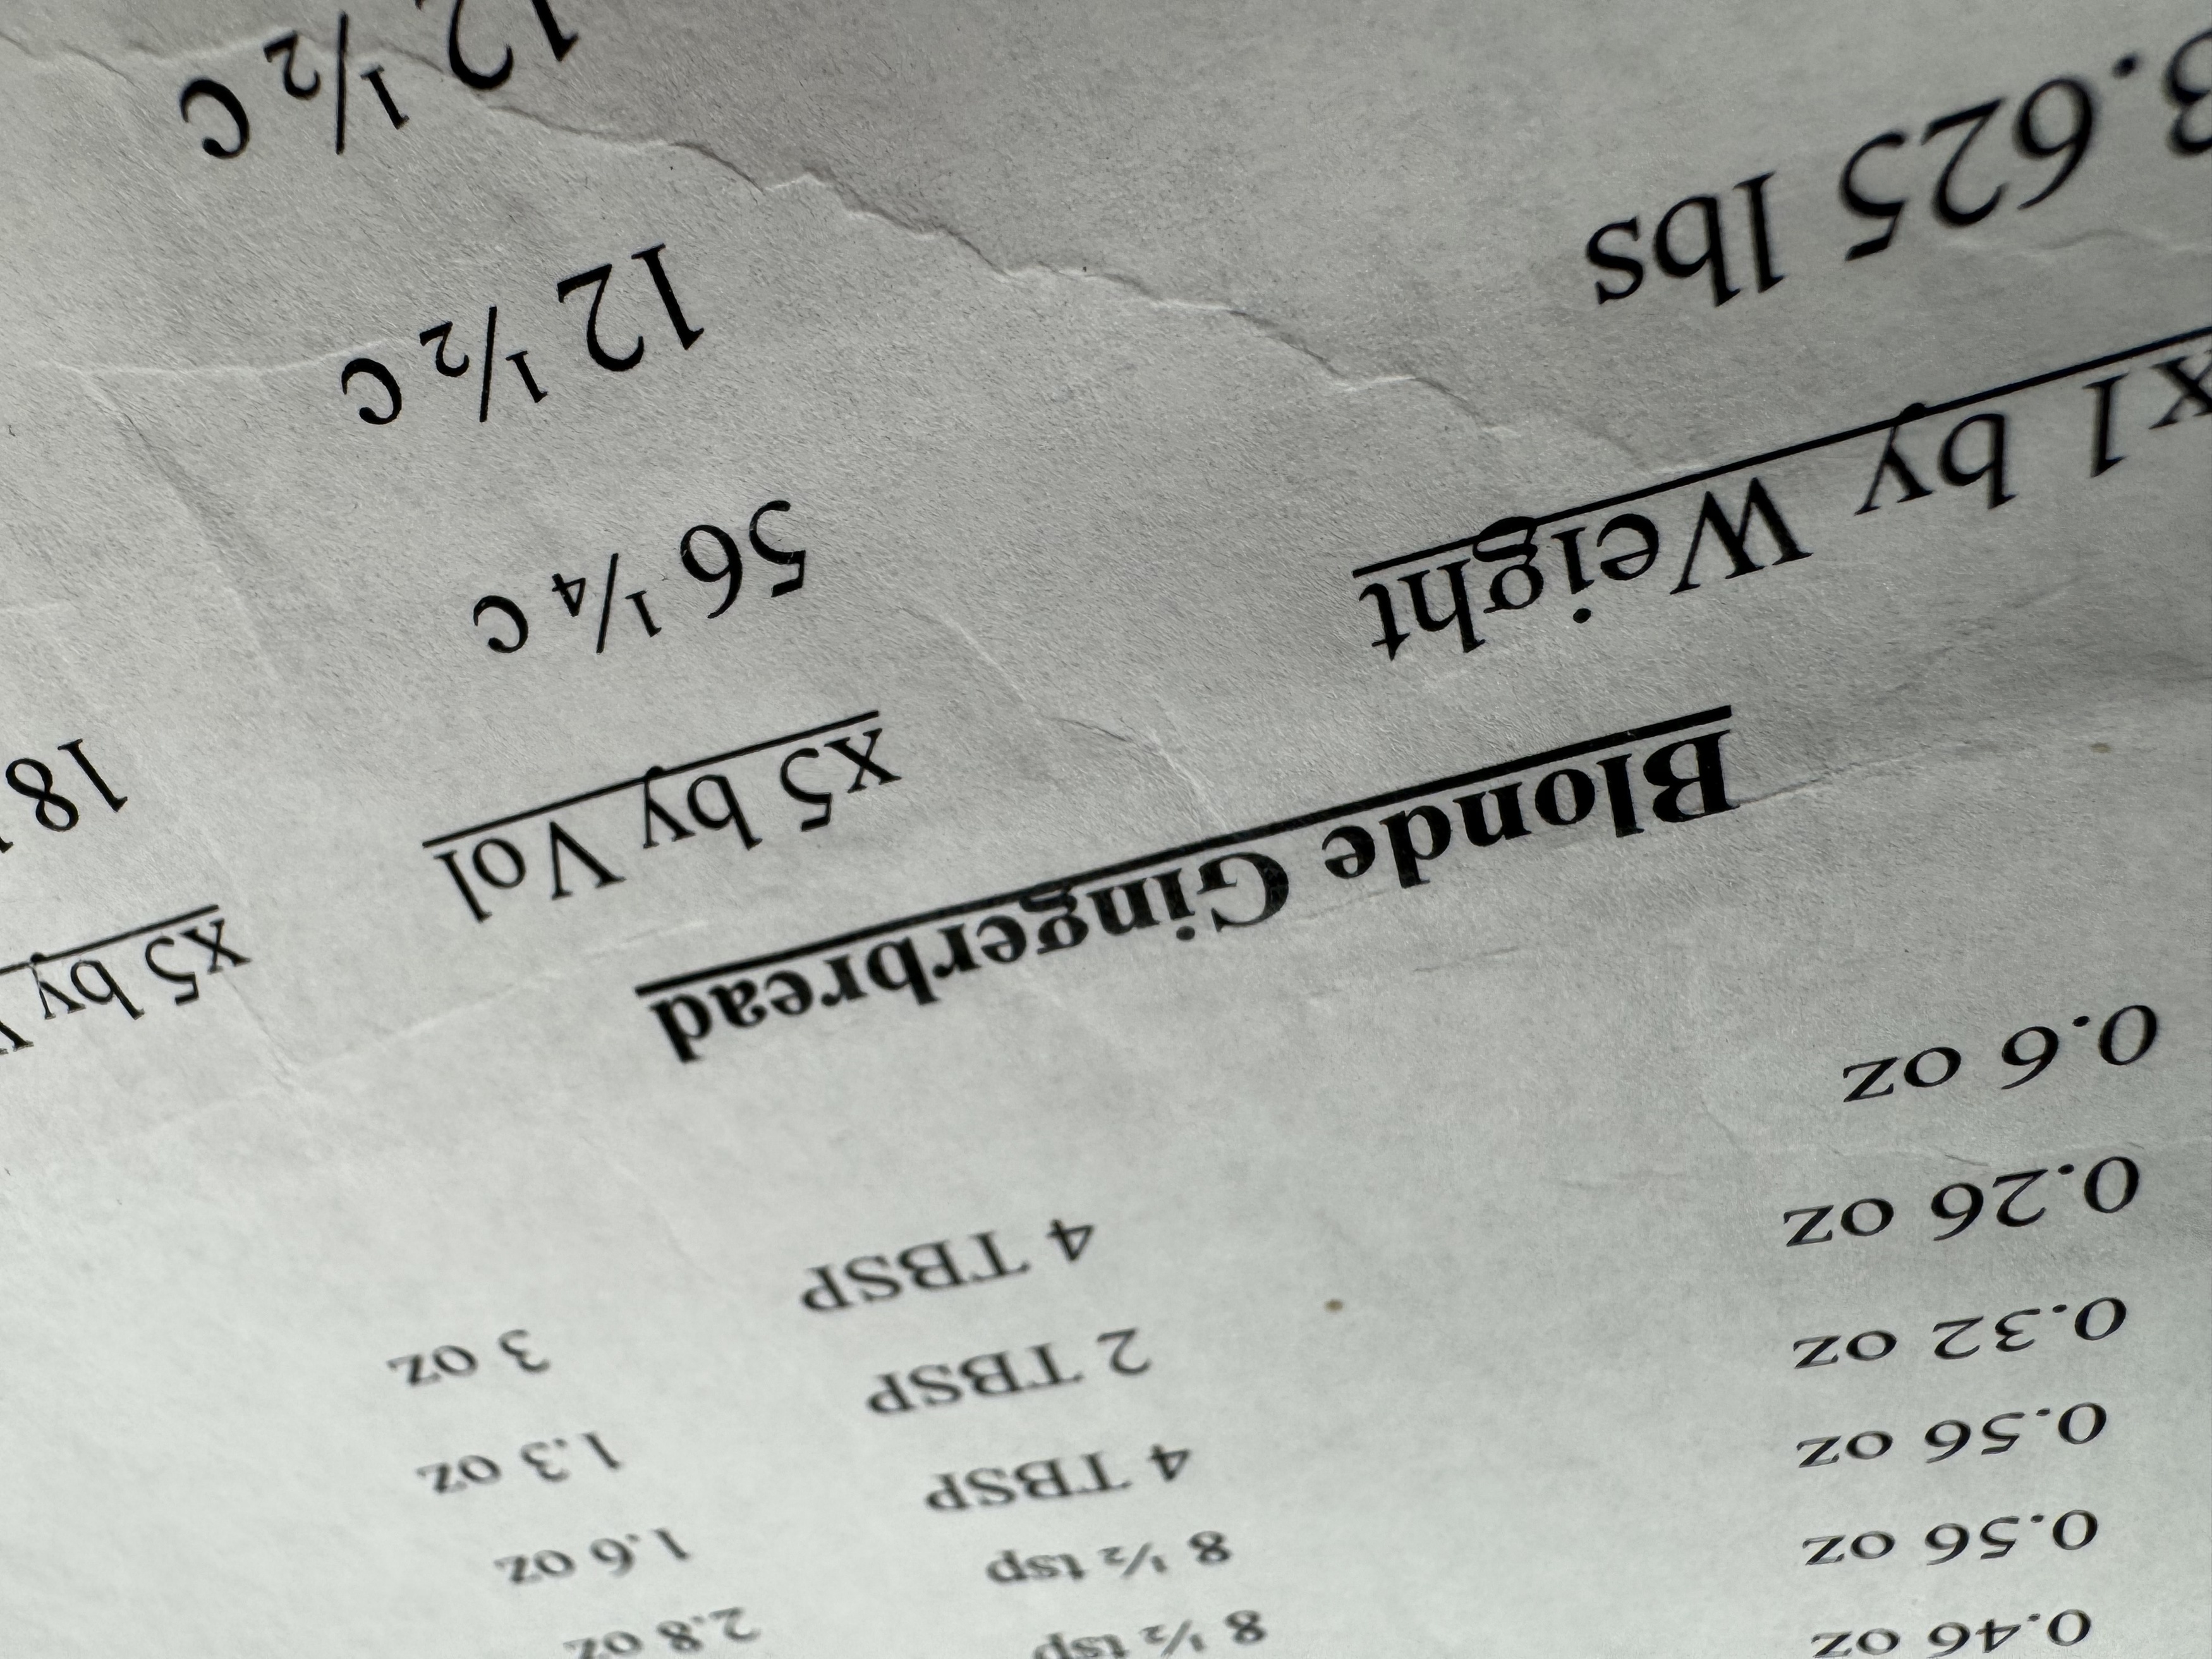 0.46 oz
0.56 oz 8 ½ tsp
0.56 oz 8 ½ tsp 2.8 oz
0.32 oz 4 TBSP 1.6 oz
0.26 oz 2 TBSP 1.3 oz
0.6 oz 4 TBSP 3 oz
Blonde Gingerbread
x1 by Weight x5 by Vol x5 by
3.625 lbs 56 ¼ c 18
12 ½ c
12 ½ c